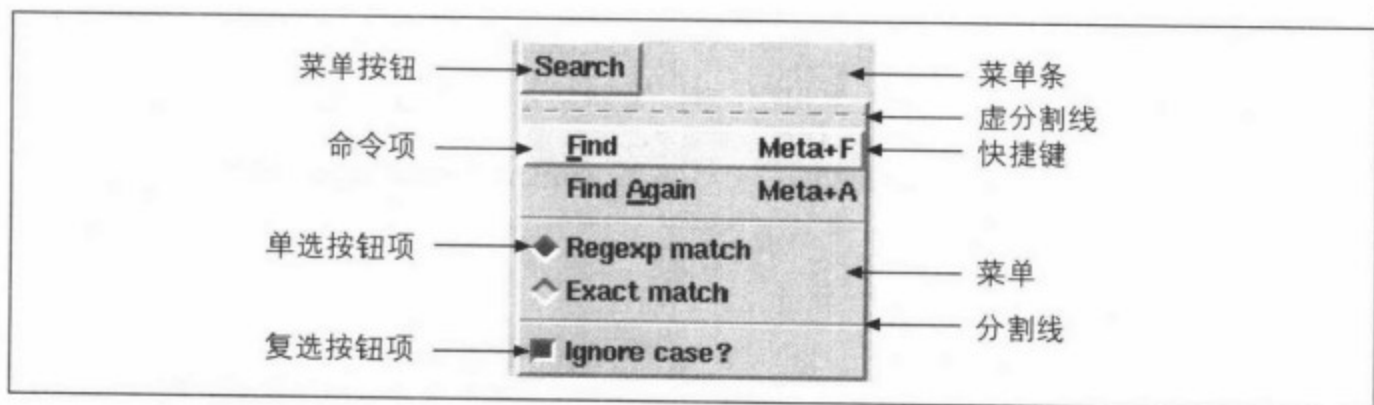 菜单按钮 Search 菜单条
虚分割线
命令项 Find Meta+F 快捷键
Find Again Meta+A
单选按钮项 Regexp match
菜单
Exact match
分割线
复选按钮项 Ignore case?